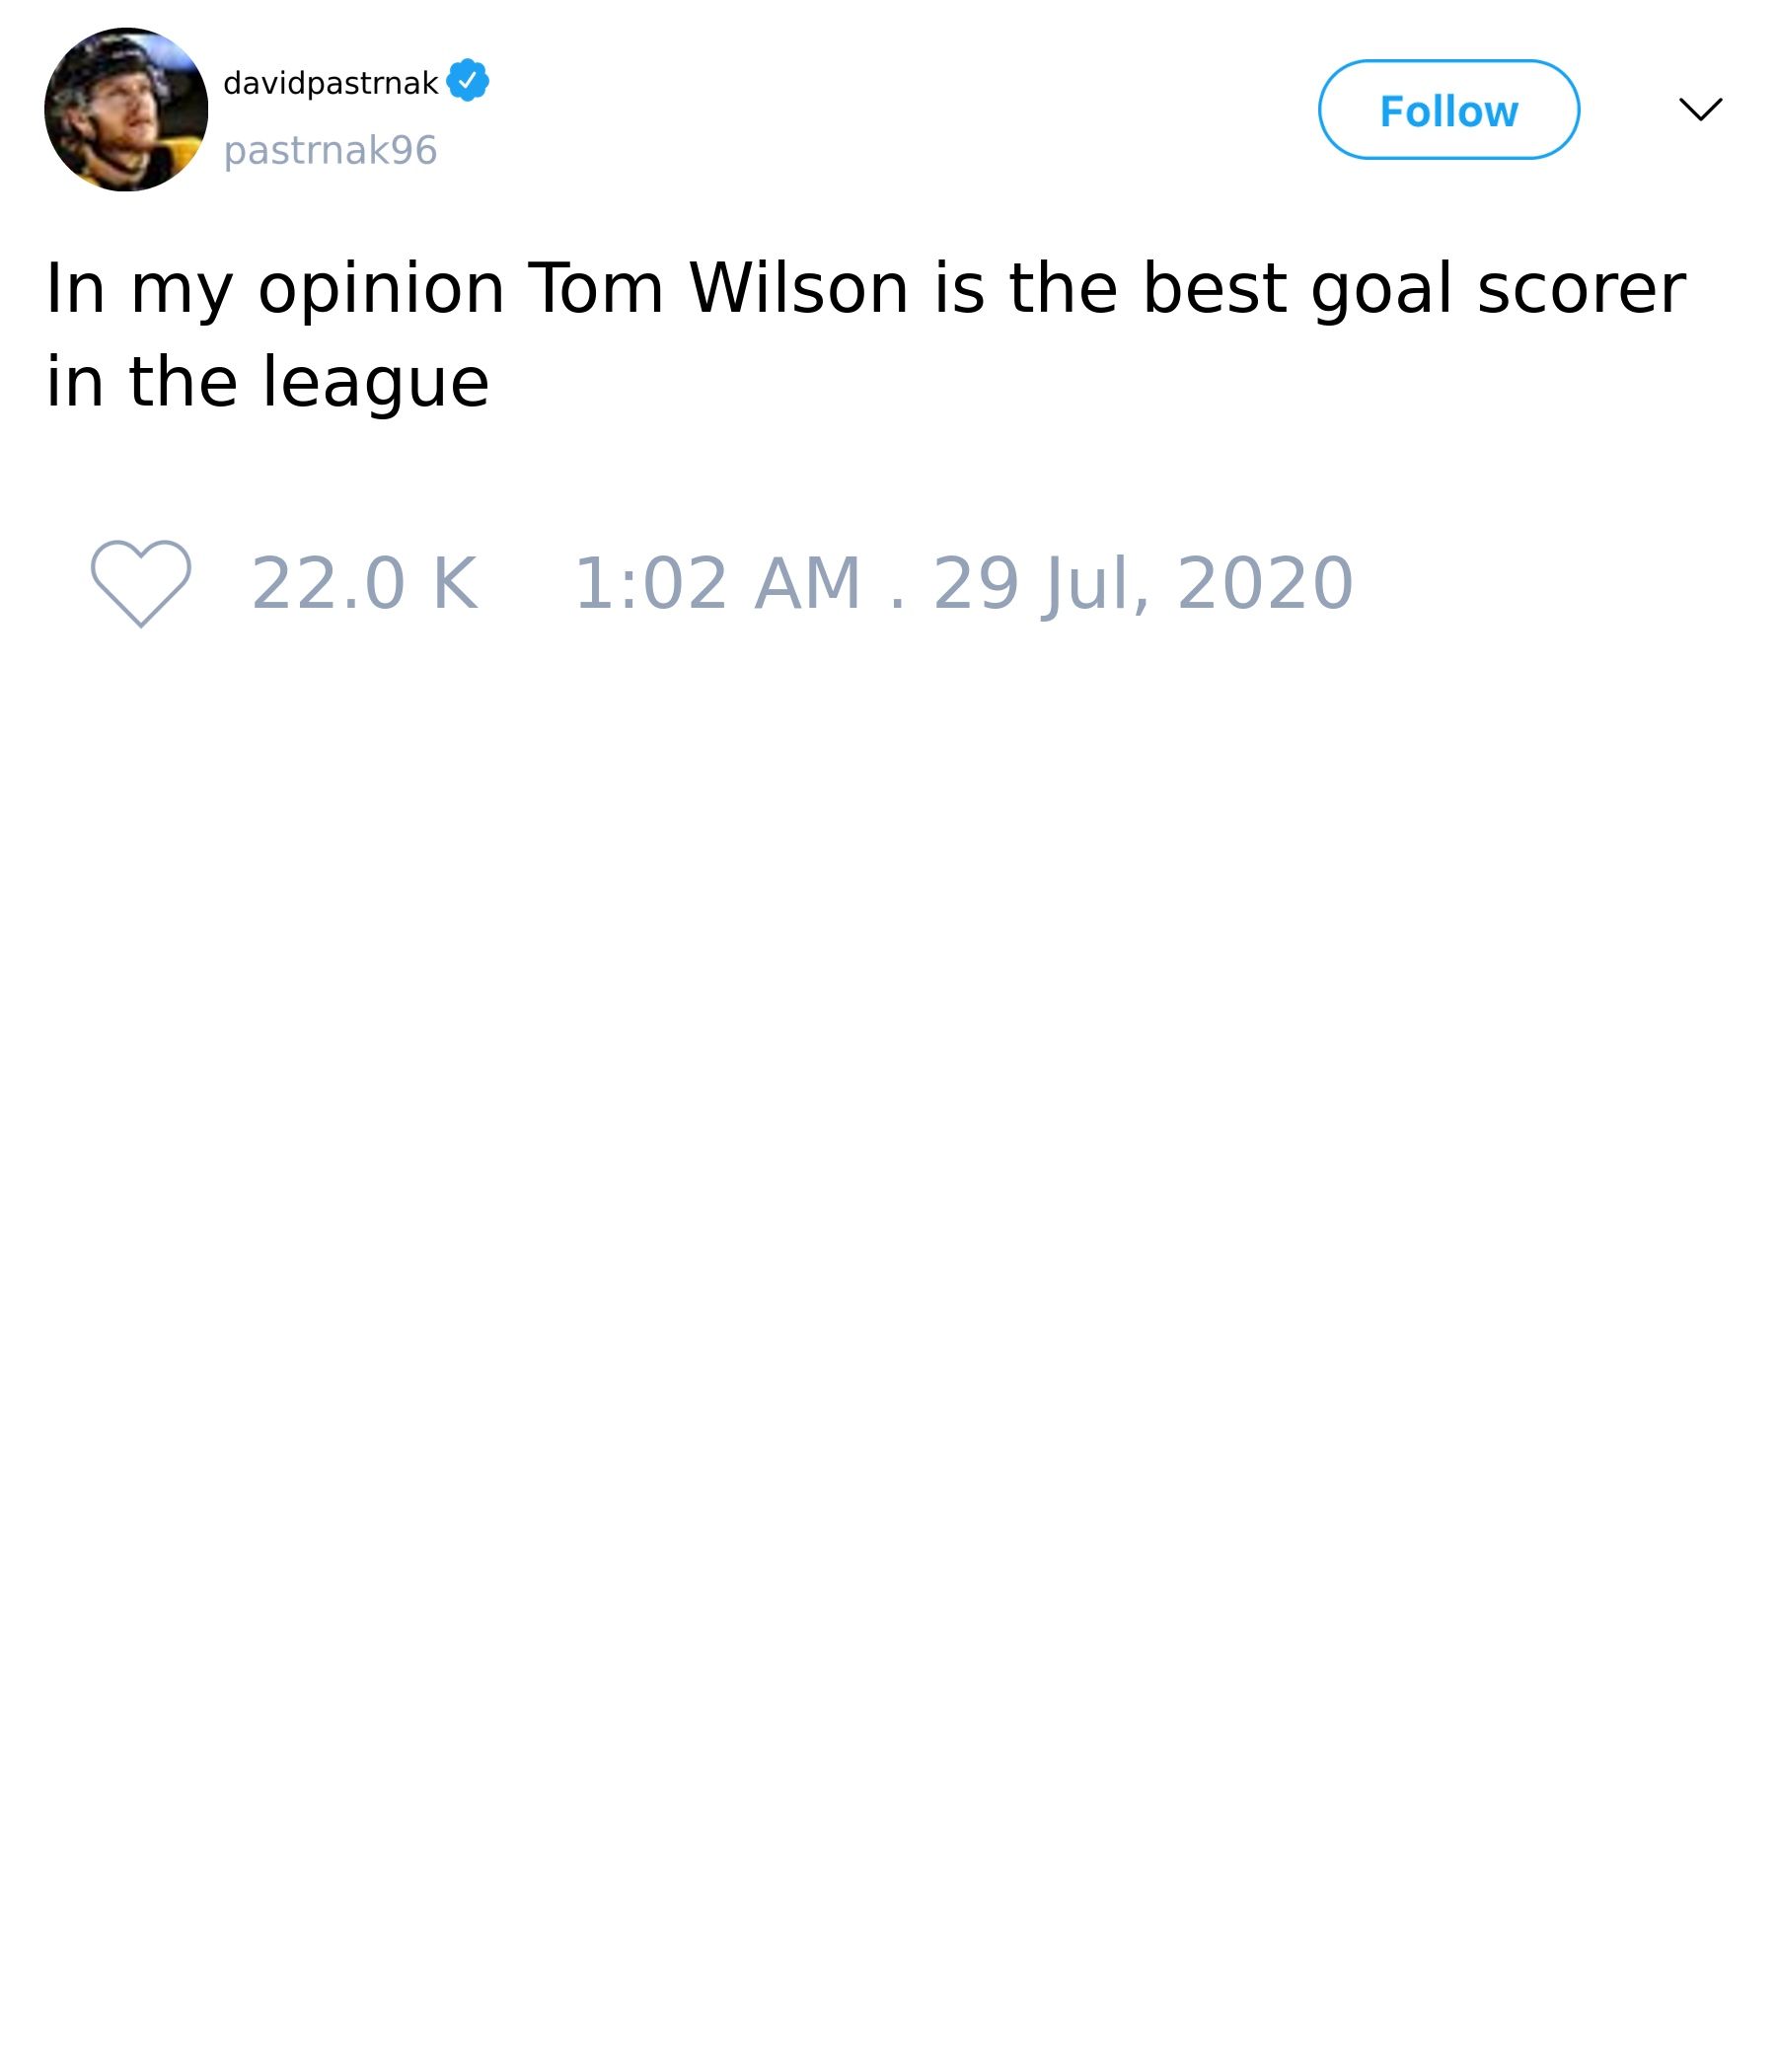 davidpastrnak
Follow
pastrnak96
In my opinion Tom Wilson is the best goal scorer
in the league
22.0 K 1:02 AM . 29 Jul, 2020